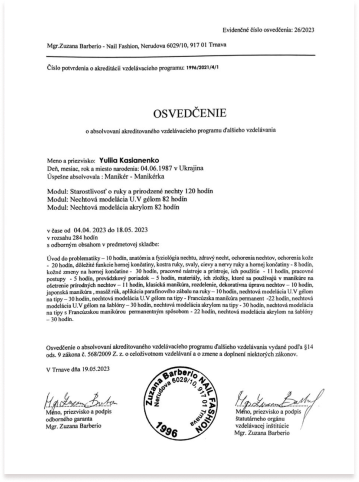 Evidenčné číslo osvedčenia: 26/2023
Mgr.Zuzana Barberio - Nail Fashion, Nerudova 6029/10, 917 01 Trnava
Číslo potvrdenia o akreditácii vzdelávacieho programu: 1996/2021/4/1
OSVEDČENIE
o absolvovaní akreditovaného vzdelávacieho programu ďalšieho vzdelávania
Meno a priezvisko: Yuliia Kasianenko
Deň, mesiac, rok a miesto narodenia: 04.06.1987 v Ukrajina
Úspešne absolvovala : Manikér - Manikérka
Modul: Starostlivosť o ruky a prirodzené nechty 120 hodín
Modul: Nechtová modelácia U.V gélom 82 hodín
Modul: Nechtová modelácia akrylom 82 hodín
v čase od 04.04 2023 do 18.05. 2023
v rozsahu 284 hodín
s odborným obsahom v predmetovej skladbe:
Úvod do problematiky – 10 hodín, anatómia a fyziológia nechtu, zdravý necht, ochorenia nechtov, ochorenia kože
- 20 hodín, dôležité funkcie hornej končatiny, kostra ruky, svaly, cievy a nervy ruky a hornej končatiny - 8 hodín,
kožné zmeny na hornej končatine - 30 hodín, pracovné nástroje a prístroje, ich použitie - 11 hodín, pracovné
postupy - 5 hodín, prevádzkový poriadok – 5 hodín, materiály, ich zložky, ktoré sa používajú v manikúre na
ošetrenie prírodných nechtov – 11 hodín, klasická manikúra, rozdelenie, dekoratívna úprava nechtov – 10 hodín,
japonská manikúra , masáž rúk, aplikácia parafínového zábalu na ruky – 10 hodín, nechtová modelácia U.V gélom
na tipy – 30 hodín, nechtová modelácia U.V gélom na tipy - Francúzska manikúra permanent -22 hodín, nechtová
modelácia U.V gélom na šablóny – 30 hodín, nechtová modelácia akrylom na tipy – 30 hodín, nechtová modelácia
na tipy s Francúzskou manikúrou permanentným spôsobom - 22 hodín, nechtová modelácia akrylom na šablóny
– 30 hodín.
Osvedčenie o absolvovaní akreditovaného vzdelávacieho programu ďalšieho vzdelávania vydané podľa §14
ods. 9 zákona č. 568/2009 Z. z. o celoživotnom vzdelávaní a o zmene a doplnení niektorých zákonov.
V Trnave dňa 19.05.2023
Zuzana Barberio NAIL FASHION
Nerudova 6029/10, 917 01 Trnava
1996
Meno, priezvisko a podpis
odborného garanta
Mgr. Zuzana Barberio
Meno, priezvisko a podpis
štatutárneho orgánu
vzdelávacej inštitúcie
Mgr. Zuzana Barberio